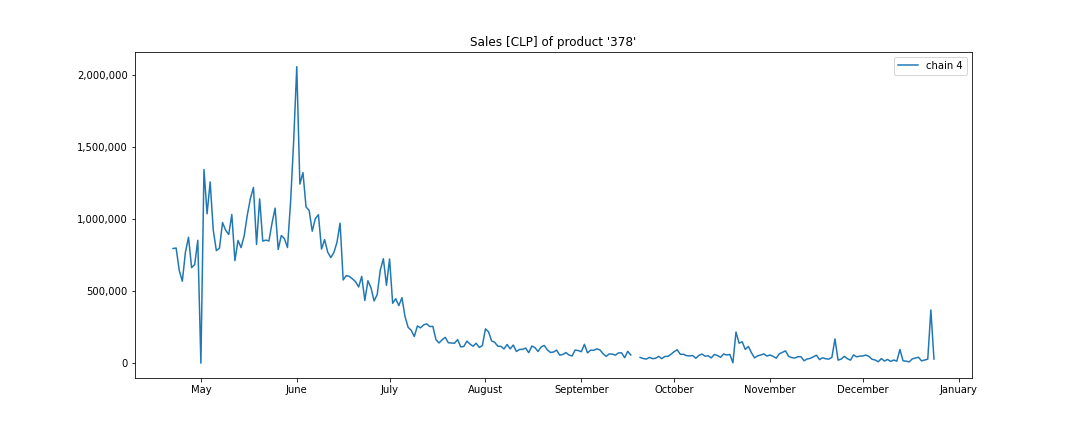 Sales [CLP] of product '378'
chain 4
2,000,000
1,500,000
1,000,000
500,000
0
May June July August September October November December January